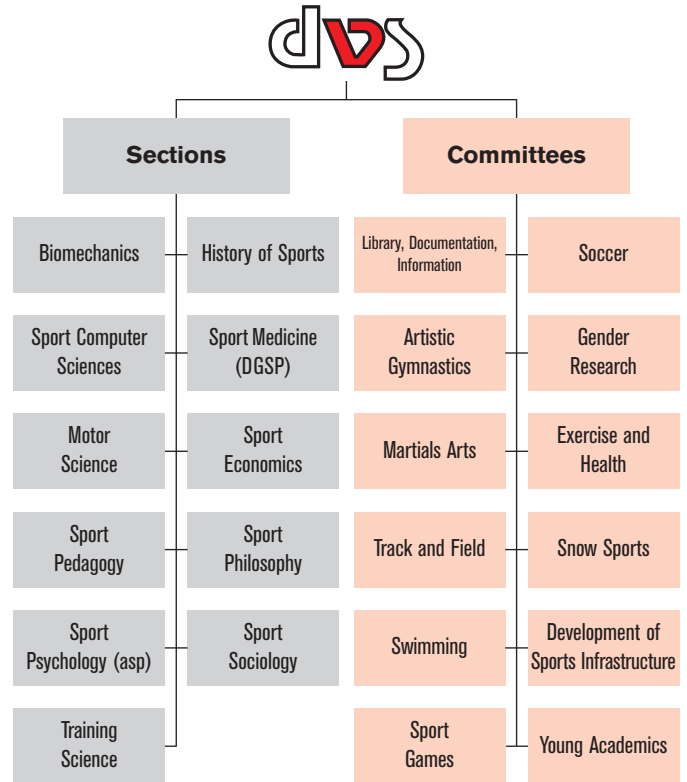 dvs
Sections
Committees
Biomechanics
History of Sports
Library, Documentation,
Information
Soccer
Sport Computer
Sciences
Sport Medicine
(DGSP)
Artistic
Gymnastics
Gender
Research
Motor
Science
Sport
Economics
Martials Arts
Exercise and
Health
Sport
Pedagogy
Sport
Philosophy
Track and Field
Snow Sports
Sport
Psychology (asp)
Sport
Sociology
Swimming
Development of
Sports Infrastructure
Training
Science
Sport
Games
Young Academics